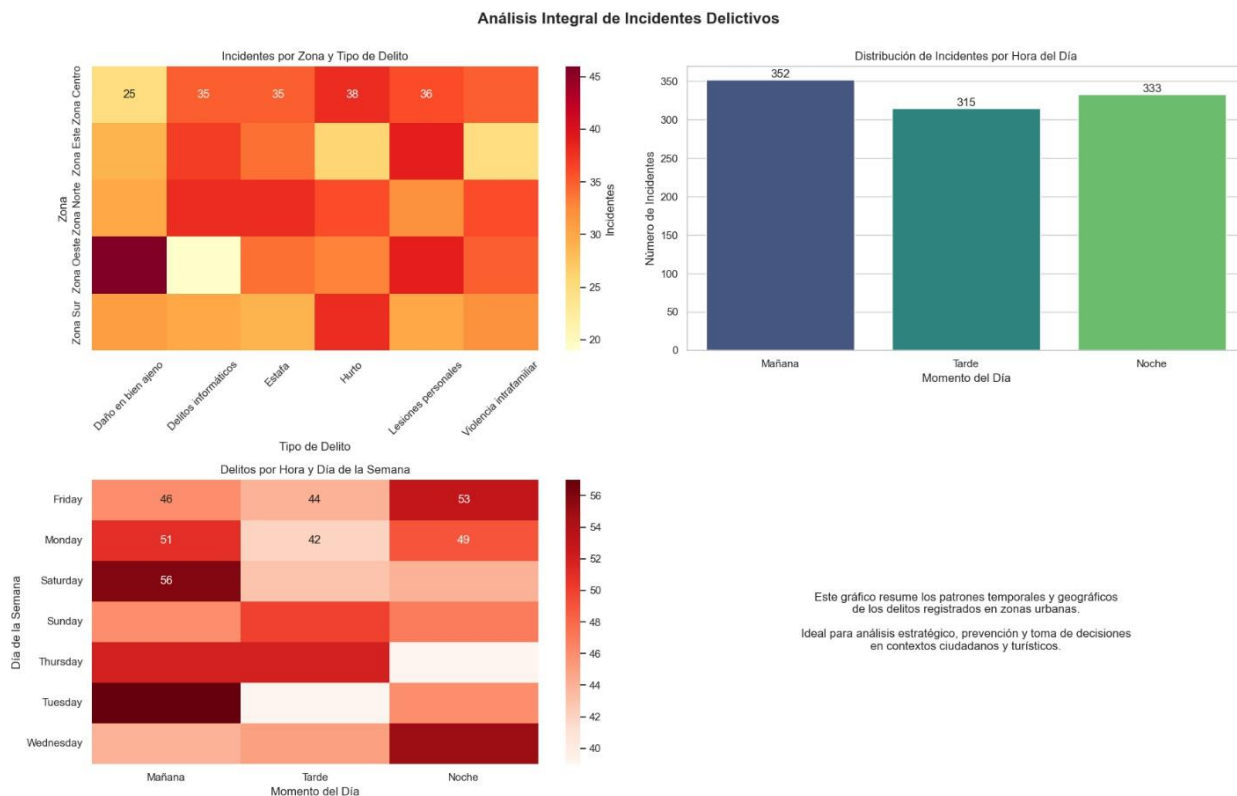 Análisis Integral de Incidentes Delictivos
Incidentes por Zona y Tipo de Delito
Zona
Zona Centro
Zona Este
Zona Norte
Zona Oeste
Zona Sur
25 35 35 38 36
Daño en bien ajeno
Delitos informáticos
Estafa
Hurto
Lesiones personales
Violencia intrafamiliar
Tipo de Delito
45
40
35
30
25
20
Incidentes
Distribución de Incidentes por Hora del Día
Número de Incidentes
350
300
250
200
150
100
50
0
352
315
333
Mañana Tarde Noche
Momento del Día
Delitos por Hora y Día de la Semana
Día de la Semana
Friday 46 44 53
Monday 51 42 49
Saturday 56
Sunday
Thursday
Tuesday
Wednesday
Mañana Tarde Noche
Momento del Día
56
54
52
50
48
46
44
42
40
Este gráfico resume los patrones temporales y geográficos
de los delitos registrados en zonas urbanas.
Ideal para análisis estratégico, prevención y toma de decisiones
en contextos ciudadanos y turísticos.